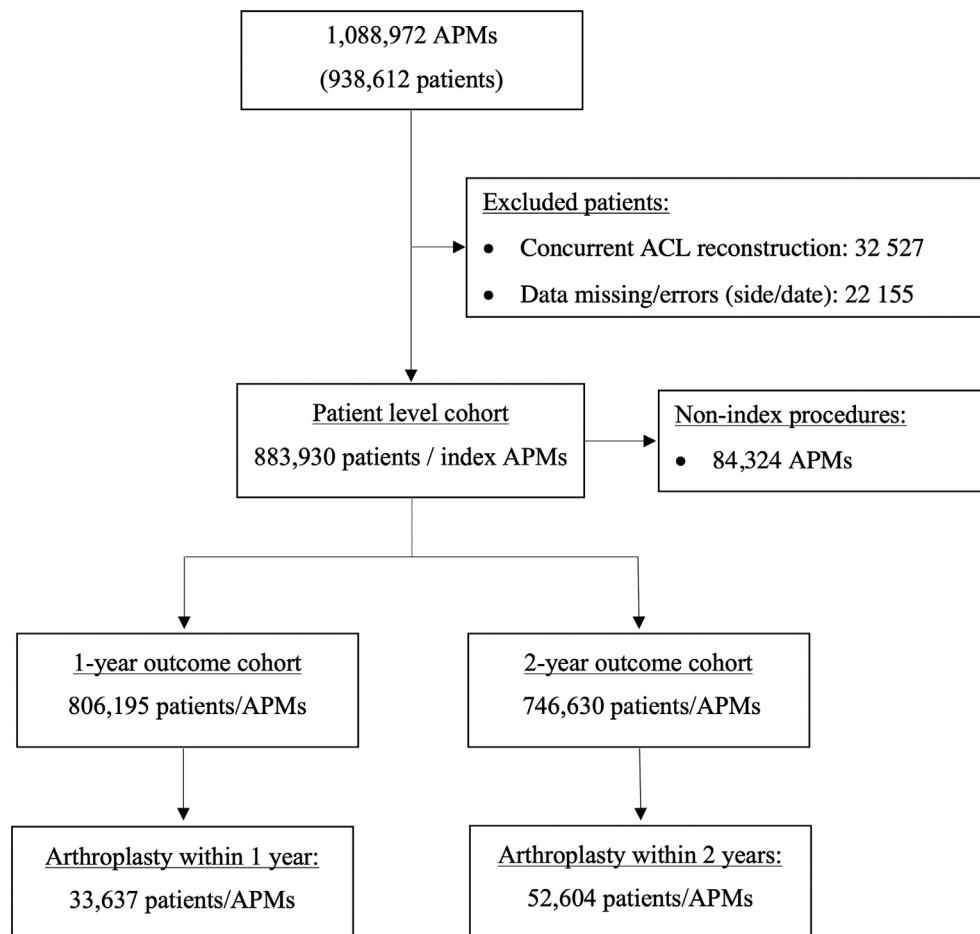 1,088,972 APMs
(938,612 patients)
Excluded patients:
• Concurrent ACL reconstruction: 32 527
• Data missing/errors (side/date): 22 155
Patient level cohort
883,930 patients / index APMs
Non-index procedures:
• 84,324 APMs
1-year outcome cohort
806,195 patients/APMs
2-year outcome cohort
746,630 patients/APMs
Arthroplasty within 1 year:
33,637 patients/APMs
Arthroplasty within 2 years:
52,604 patients/APMs